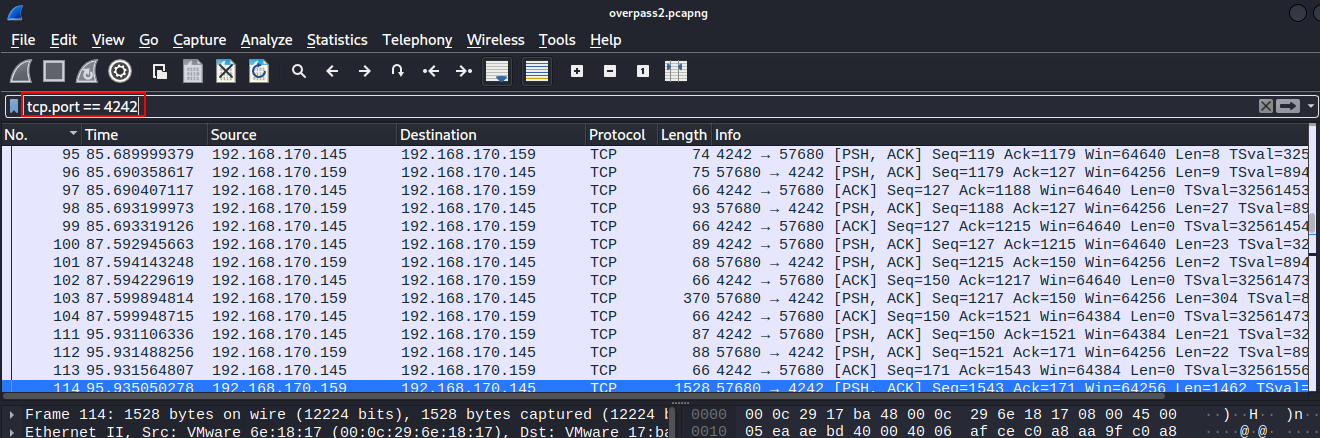 overpass2.pcapng
File Edit View Go Capture Analyze Statistics Telephony Wireless Tools Help
tcp.port == 4242
No. Time Source Destination Protocol Length Info
95 85.689999379 192.168.170.145 192.168.170.159 TCP 74 4242 → 57680 [PSH, ACK] Seq=119 Ack=1179 Win=64640 Len=8 TSval=325
96 85.690358617 192.168.170.159 192.168.170.145 TCP 75 57680 → 4242 [PSH, ACK] Seq=1179 Ack=127 Win=64256 Len=9 TSval=894
97 85.690407117 192.168.170.145 192.168.170.159 TCP 66 4242 → 57680 [ACK] Seq=127 Ack=1188 Win=64640 Len=0 TSval=32561453
98 85.693199973 192.168.170.159 192.168.170.145 TCP 93 57680 → 4242 [PSH, ACK] Seq=1188 Ack=127 Win=64256 Len=27 TSval=89
99 85.693319126 192.168.170.145 192.168.170.159 TCP 66 4242 → 57680 [ACK] Seq=127 Ack=1215 Win=64640 Len=0 TSval=32561454
100 87.592945663 192.168.170.145 192.168.170.159 TCP 89 4242 → 57680 [PSH, ACK] Seq=127 Ack=1215 Win=64640 Len=23 TSval=32
101 87.594143248 192.168.170.159 192.168.170.145 TCP 68 57680 → 4242 [PSH, ACK] Seq=1215 Ack=150 Win=64256 Len=2 TSval=894
102 87.594229619 192.168.170.145 192.168.170.159 TCP 66 4242 → 57680 [ACK] Seq=150 Ack=1217 Win=64640 Len=0 TSval=32561473
103 87.599894814 192.168.170.159 192.168.170.145 TCP 370 57680 → 4242 [PSH, ACK] Seq=1217 Ack=150 Win=64256 Len=304 TSval=8
104 87.599948715 192.168.170.145 192.168.170.159 TCP 66 4242 → 57680 [ACK] Seq=150 Ack=1521 Win=64384 Len=0 TSval=32561473
111 95.931106336 192.168.170.145 192.168.170.159 TCP 87 4242 → 57680 [PSH, ACK] Seq=150 Ack=1521 Win=64384 Len=21 TSval=32
112 95.931488256 192.168.170.159 192.168.170.145 TCP 88 57680 → 4242 [PSH, ACK] Seq=1521 Ack=171 Win=64256 Len=22 TSval=89
113 95.931564807 192.168.170.145 192.168.170.159 TCP 66 4242 → 57680 [ACK] Seq=171 Ack=1543 Win=64384 Len=0 TSval=32561556
114 95.935050278 192.168.170.159 192.168.170.145 TCP 1528 57680 → 4242 [PSH, ACK] Seq=1543 Ack=171 Win=64256 Len=1462 TSval=
Frame 114: 1528 bytes on wire (12224 bits), 1528 bytes captured (12224 b 0000 00 0c 29 17 ba 48 00 0c 29 6e 18 17 08 00 45 00 ··)··H·· )n····E·
Ethernet II, Src: VMware 6e:18:17 (00:0c:29:6e:18:17), Dst: VMware 17:ba 0010 05 ea ae bd 40 00 40 06 af ce c0 a8 aa 9f c0 a8 ····@·@·